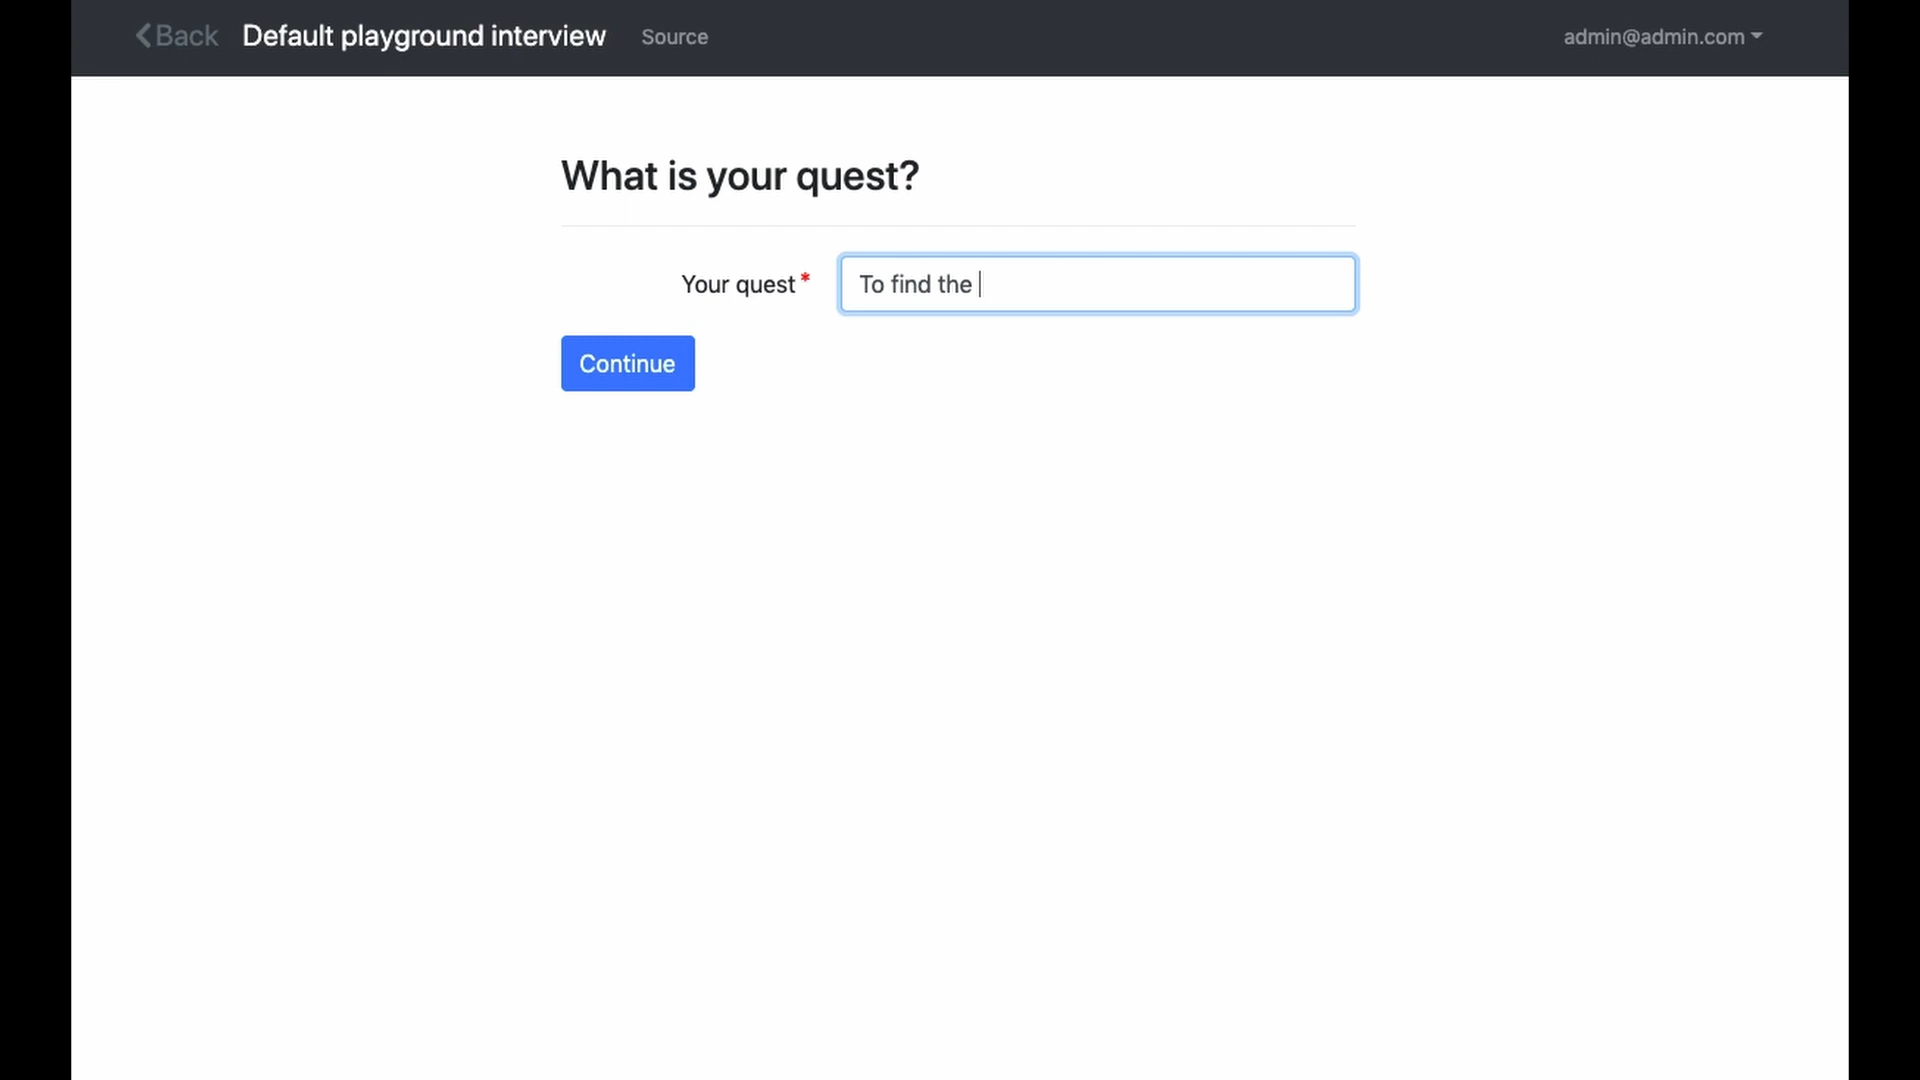 Back Default playground interview Source admin@admin.com
What is your quest?
Your quest* To find the
Continue